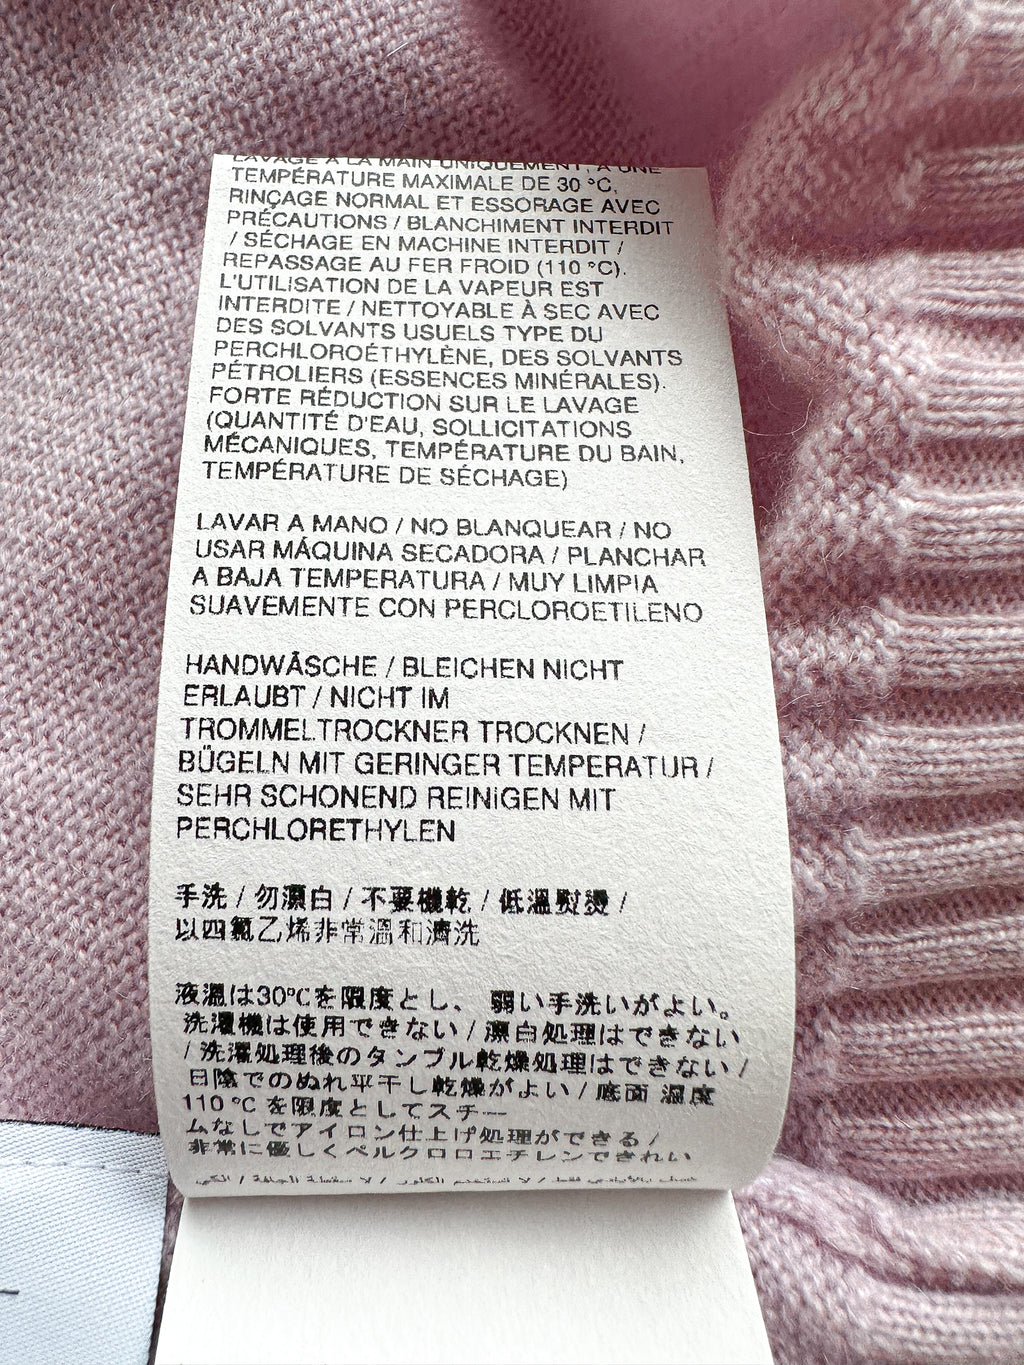 LAVAGE A LA MAIN UNIQUEMENT, A UNE
TEMPÉRATURE MAXIMALE DE 30 °C,
RINÇAGE NORMAL ET ESSORAGE AVEC
PRÉCAUTIONS / BLANCHIMENT INTERDIT
/ SÉCHAGE EN MACHINE INTERDIT /
REPASSAGE AU FER FROID (110 °C).
L'UTILISATION DE LA VAPEUR EST
INTERDITE / NETTOYABLE À SEC AVEC
DES SOLVANTS USUELS TYPE DU
PERCHLOROÉTHYLÈNE, DES SOLVANTS
PÉTROLIERS (ESSENCES MINÉRALES).
FORTE RÉDUCTION SUR LE LAVAGE
(QUANTITÉ D'EAU, SOLLICITATIONS
MÉCANIQUES, TEMPÉRATURE DU BAIN,
TEMPÉRATURE DE SÉCHAGE)
LAVAR A MANO / NO BLANQUEAR / NO
USAR MÁQUINA SECADORA / PLANCHAR
A BAJA TEMPERATURA / MUY LIMPIA
SUAVEMENTE CON PERCLOROETILENO
HANDWÄSCHE / BLEICHEN NICHT
ERLAUBT / NICHT IM
TROMMELTROCKNER TROCKNEN /
BÜGELN MIT GERINGER TEMPERATUR /
SEHR SCHONEND REINIGEN MIT
PERCHLORETHYLEN
手洗 / 勿漂白 / 不要機乾 / 低溫熨燙 /
以四氯乙烯非常溫和濟洗
液温は30℃を限度とし、 弱い手洗いがよい。
洗濯機は使用できない / 漂白処理はできない
/ 洗濯処理後のタンブル乾燥処理はできない /
日陰でのぬれ平干し乾燥がよい / 底面 温度
110 °C を限度としてスチー
ムなしでアイロン仕上げ処理ができる /
非常に優しくペルクロロエチレンできれい